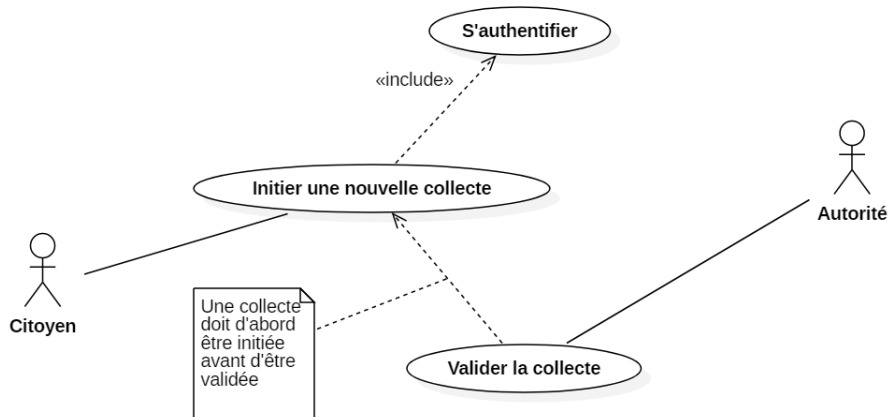 S'authentifier
«include»
Initier une nouvelle collecte
Autorité
Citoyen
Une collecte
doit d'abord
être initiée
avant d'être
validée
Valider la collecte